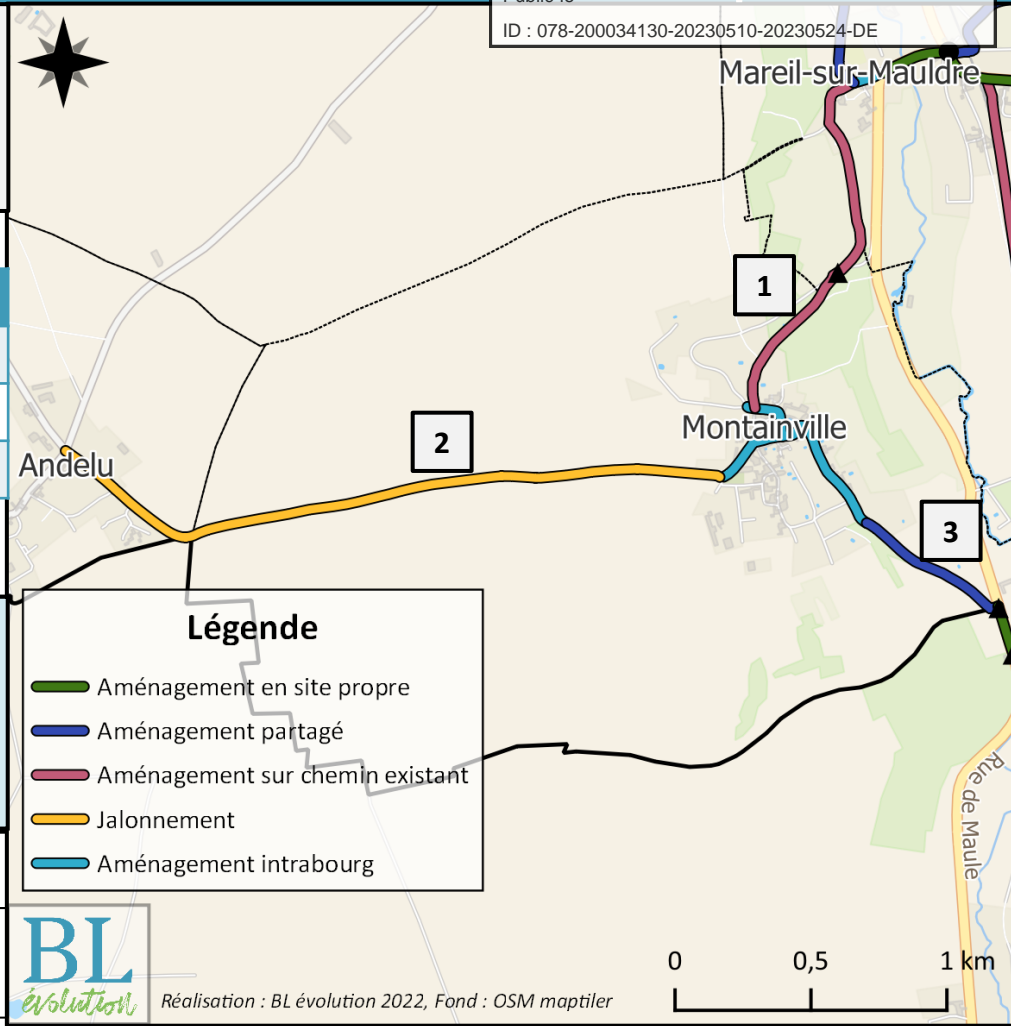 ID : 078-200034130-20230510-20230524-DE
Mareil-sur-Mauldre
1
Montainville
2
Andelu
3
Légende
Aménagement en site propre
Aménagement partagé
Aménagement sur chemin existant
Jalonnement
Aménagement intrabourg
Rue de Maule
BL
évolution
Réalisation : BL évolution 2022, Fond : OSM maptiler
0 0,5 1 km